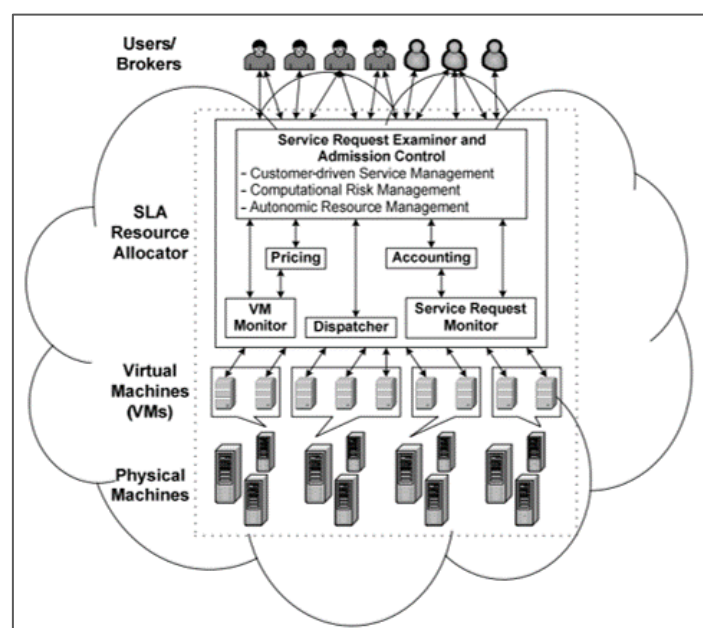 Users/
Brokers
Service Request Examiner and
Admission Control
– Customer-driven Service Management
– Computational Risk Management
– Autonomic Resource Management
SLA
Resource
Allocator
Pricing
Accounting
VM
Monitor
Dispatcher
Service Request
Monitor
Virtual
Machines
(VMs)
Physical
Machines